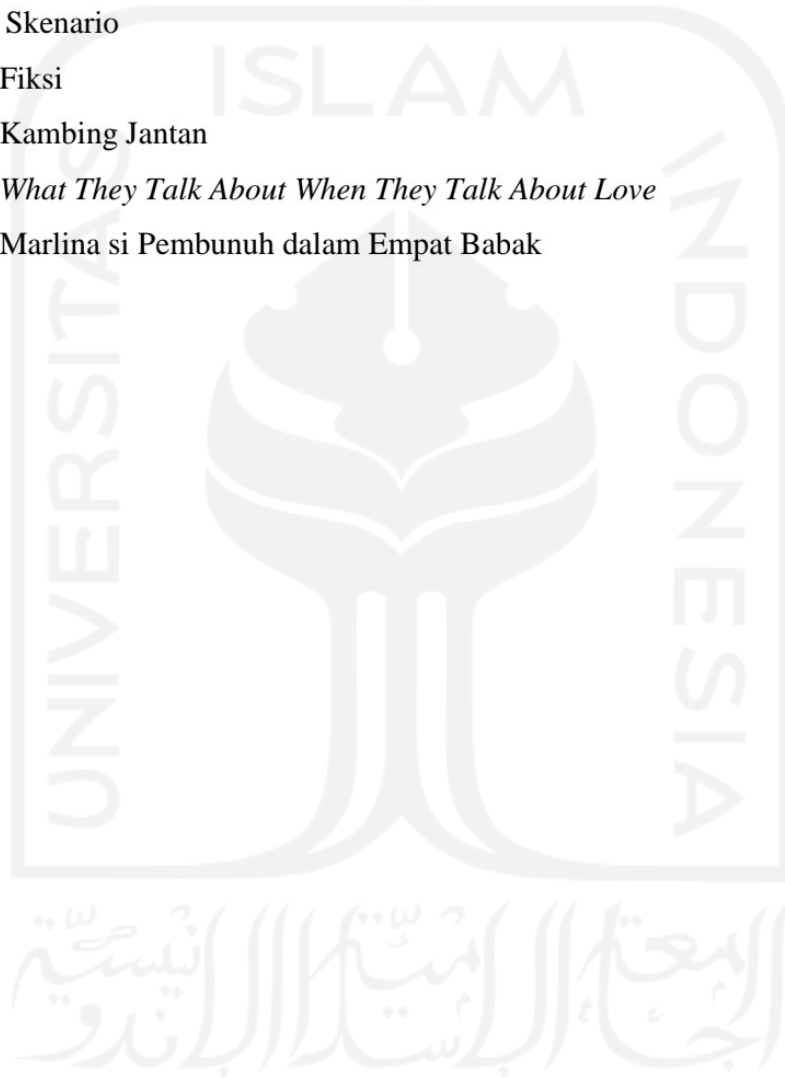 Skenario
Fiksi
Kambing Jantan
What They Talk About When They Talk About Love
Marlina si Pembunuh dalam Empat Babak
ISLAM
UNIVERSITAS
INDONESIA